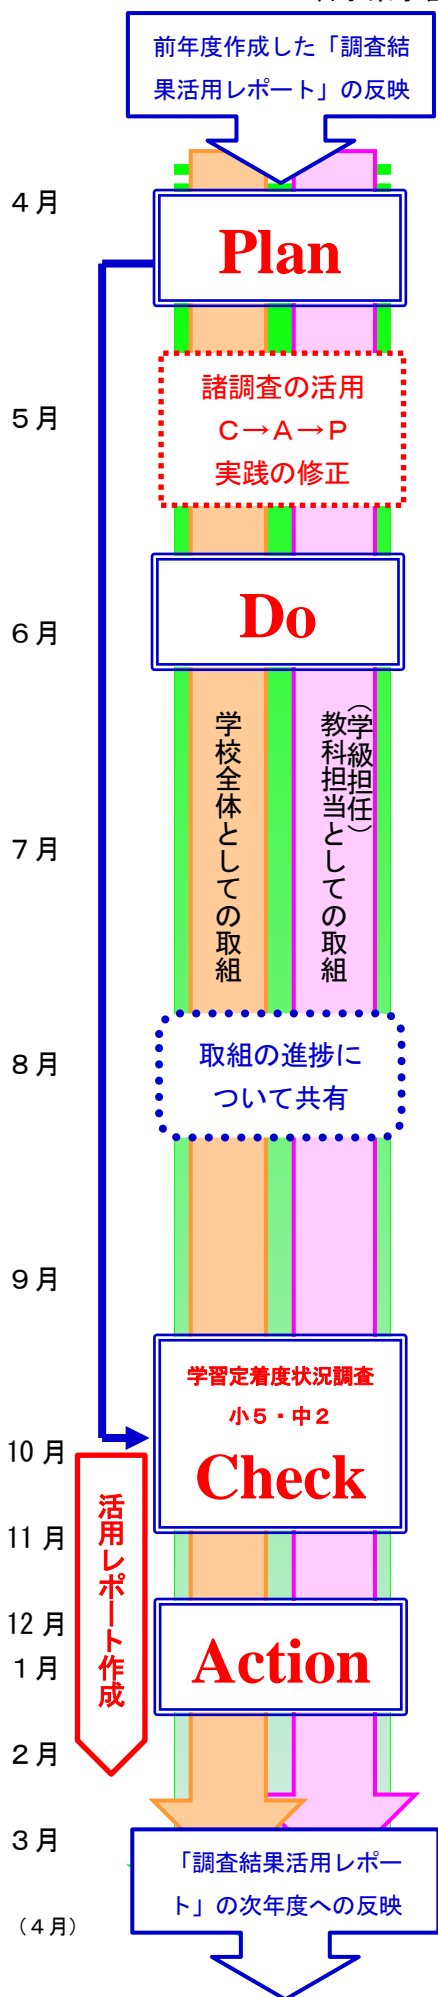 前年度作成した「調査結
果活用レポート」の反映
4月
Plan
諸調査の活用
5月
C→A→P
実践の修正
Do
6月
学校全体としての取組
(学級担任)
教科担当としての取組
7月
取組の進捗に
8月
ついて共有
9月
学習定着度状況調査
小5・中2
10月
Check
活用レポート作成
11月
12月
Action
1月
2月
3月
「調査結果活用レポー
ト」の次年度への反映
(4月)